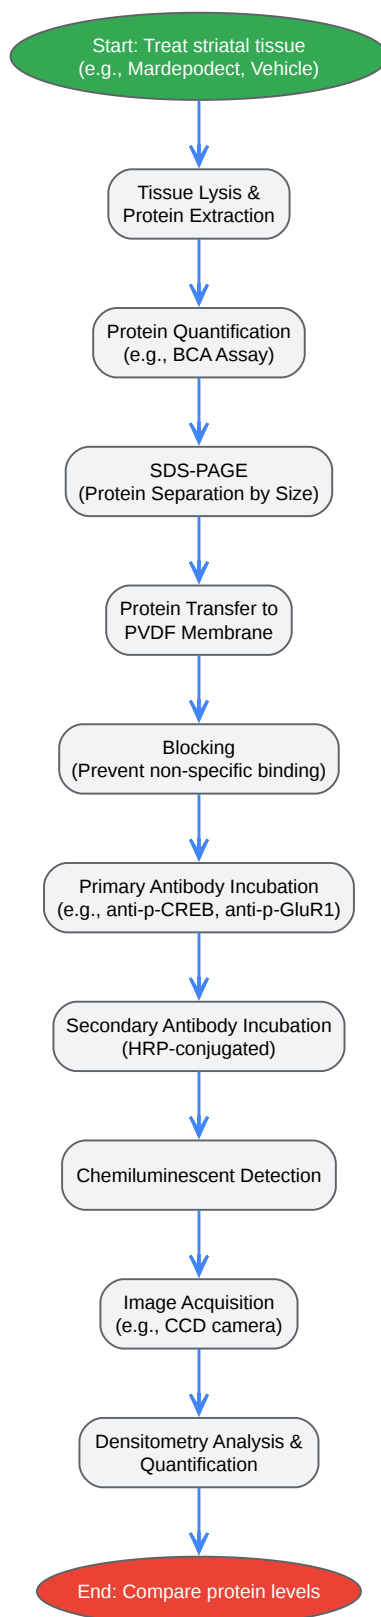 Start: Treat striatal tissue
(e.g., Mardepodect, Vehicle)
Tissue Lysis &
Protein Extraction
Protein Quantification
(e.g., BCA Assay)
SDS-PAGE
(Protein Separation by Size)
Protein Transfer to
PVDF Membrane
Blocking
(Prevent non-specific binding)
Primary Antibody Incubation
(e.g., anti-p-CREB, anti-p-GluR1)
Secondary Antibody Incubation
(HRP-conjugated)
Chemiluminescent Detection
Image Acquisition
(e.g., CCD camera)
Densitometry Analysis &
Quantification
End: Compare protein levels